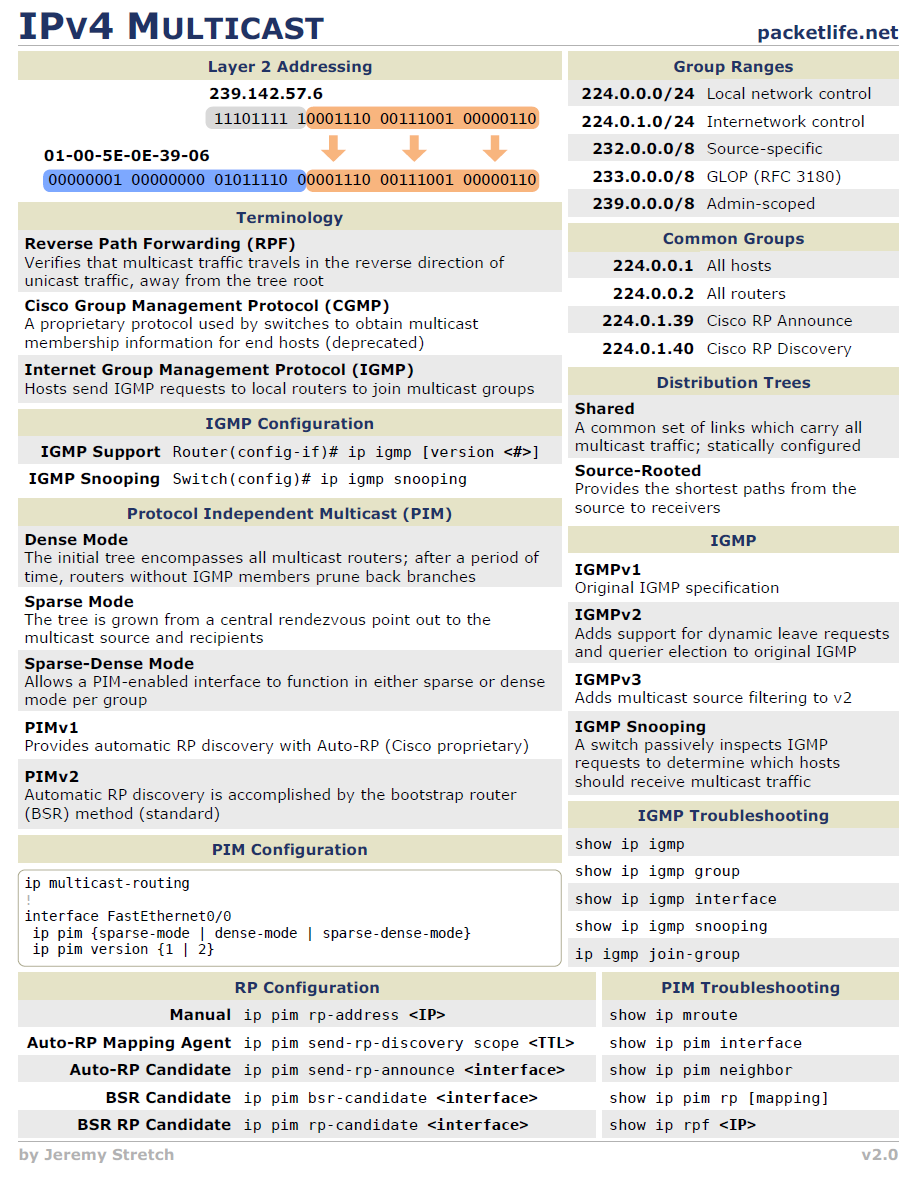 IPv4 Multicast
packetlife.net
Layer 2 Addressing
239.142.57.6
11101111 10001110 00111001 00000110
01-00-5E-0E-39-06
00000001 00000000 01011110 00001110 00111001 00000110
Terminology
Reverse Path Forwarding (RPF)
Verifies that multicast traffic travels in the reverse direction of
unicast traffic, away from the tree root
Cisco Group Management Protocol (CGMP)
A proprietary protocol used by switches to obtain multicast
membership information for end hosts (deprecated)
Internet Group Management Protocol (IGMP)
Hosts send IGMP requests to local routers to join multicast groups
IGMP Configuration
IGMP Support Router(config-if)# ip igmp [version <#>]
IGMP Snooping Switch(config)# ip igmp snooping
Protocol Independent Multicast (PIM)
Dense Mode
The initial tree encompasses all multicast routers; after a period of
time, routers without IGMP members prune back branches
Sparse Mode
The tree is grown from a central rendezvous point out to the
multicast source and recipients
Sparse-Dense Mode
Allows a PIM-enabled interface to function in either sparse or dense
mode per group
PIMv1
Provides automatic RP discovery with Auto-RP (Cisco proprietary)
PIMv2
Automatic RP discovery is accomplished by the bootstrap router
(BSR) method (standard)
PIM Configuration
ip multicast-routing
!
interface FastEthernet0/0
ip pim {sparse-mode | dense-mode | sparse-dense-mode}
ip pim version {1 | 2}
Group Ranges
224.0.0.0/24 Local network control
224.0.1.0/24 Internetwork control
232.0.0.0/8 Source-specific
233.0.0.0/8 GLOP (RFC 3180)
239.0.0.0/8 Admin-scoped
Common Groups
224.0.0.1 All hosts
224.0.0.2 All routers
224.0.1.39 Cisco RP Announce
224.0.1.40 Cisco RP Discovery
Distribution Trees
Shared
A common set of links which carry all
multicast traffic; statically configured
Source-Rooted
Provides the shortest paths from the
source to receivers
IGMP
IGMPv1
Original IGMP specification
IGMPv2
Adds support for dynamic leave requests
and querier election to original IGMP
IGMPv3
Adds multicast source filtering to v2
IGMP Snooping
A switch passively inspects IGMP
requests to determine which hosts
should receive multicast traffic
IGMP Troubleshooting
show ip igmp
show ip igmp group
show ip igmp interface
show ip igmp snooping
ip igmp join-group
RP Configuration
Manual ip pim rp-address <IP>
Auto-RP Mapping Agent ip pim send-rp-discovery scope <TTL>
Auto-RP Candidate ip pim send-rp-announce <interface>
BSR Candidate ip pim bsr-candidate <interface>
BSR RP Candidate ip pim rp-candidate <interface>
PIM Troubleshooting
show ip mroute
show ip pim interface
show ip pim neighbor
show ip pim rp [mapping]
show ip rpf <IP>
by Jeremy Stretch
v2.0